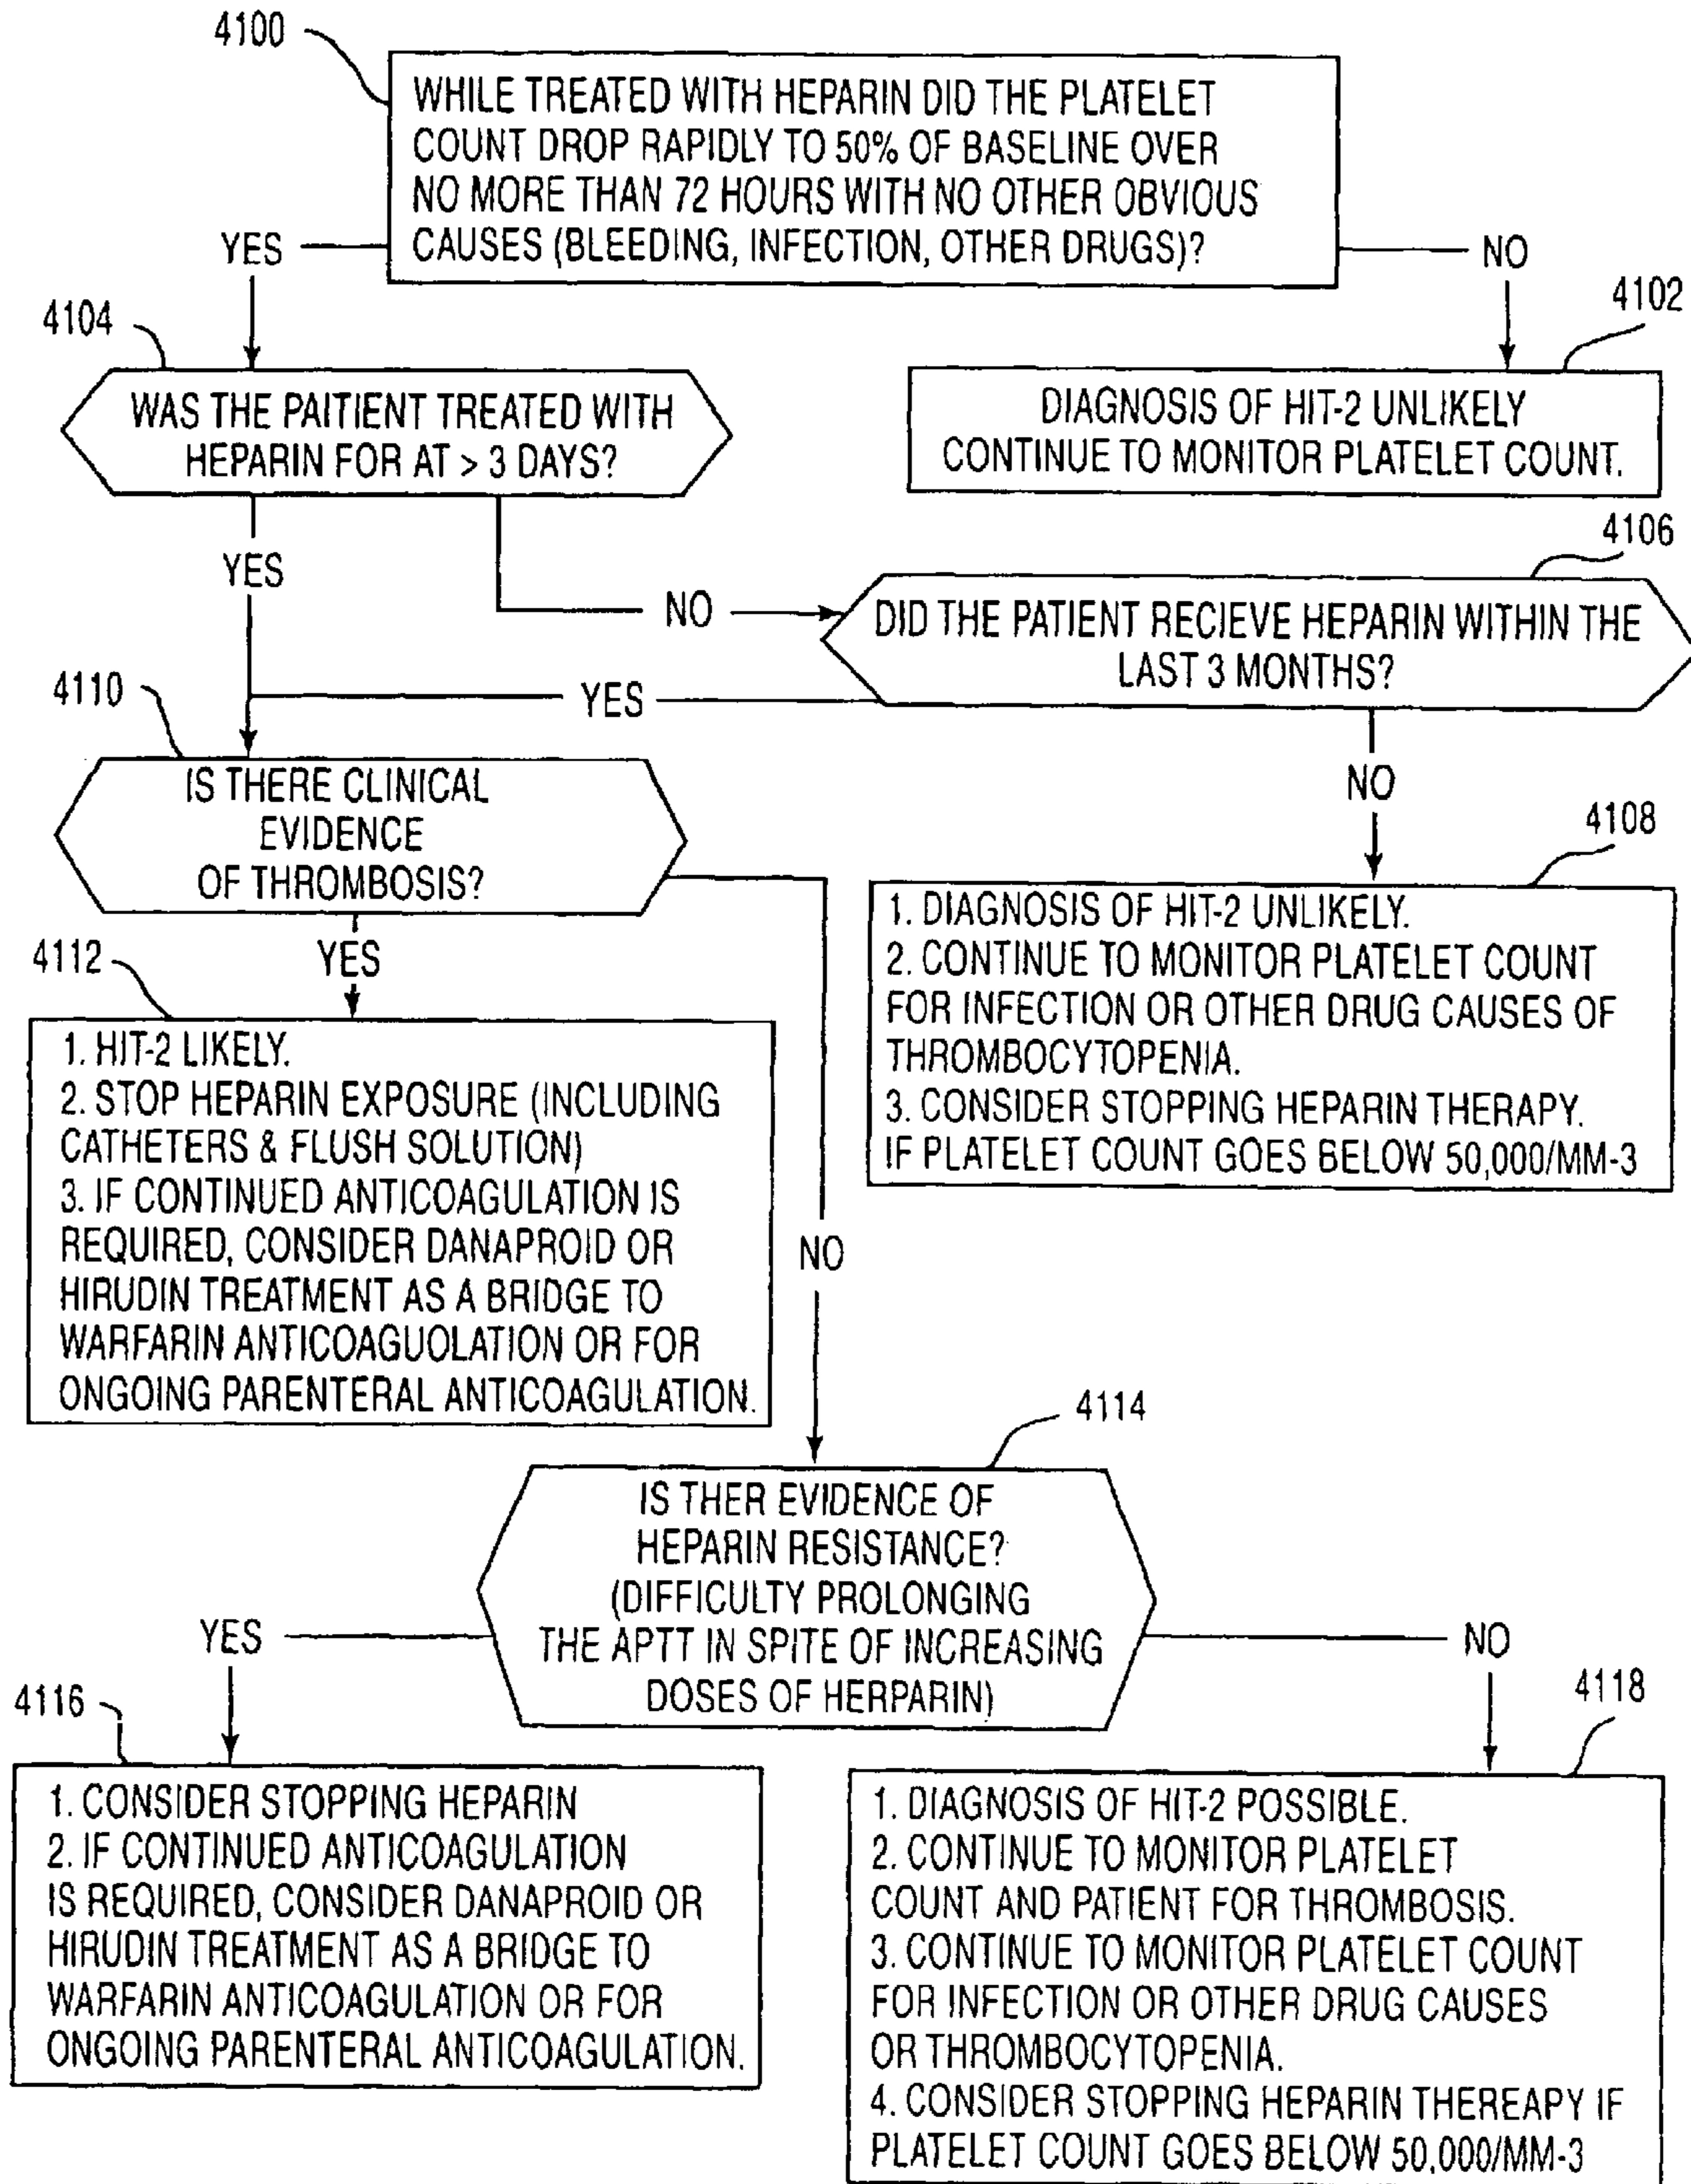 4100
WHILE TREATED WITH HEPARIN DID THE PLATELET
COUNT DROP RAPIDLY TO 50% OF BASELINE OVER
NO MORE THAN 72 HOURS WITH NO OTHER OBVIOUS
CAUSES (BLEEDING, INFECTION, OTHER DRUGS)?
YES
NO
4104
4102
WAS THE PAITIENT TREATED WITH
HEPARIN FOR AT > 3 DAYS?
DIAGNOSIS OF HIT-2 UNLIKELY
CONTINUE TO MONITOR PLATELET COUNT.
YES
NO
4106
DID THE PATIENT RECIEVE HEPARIN WITHIN THE
LAST 3 MONTHS?
YES
NO
4110
IS THERE CLINICAL
EVIDENCE
OF THROMBOSIS?
4108
1. DIAGNOSIS OF HIT-2 UNLIKELY.
2. CONTINUE TO MONITOR PLATELET COUNT
FOR INFECTION OR OTHER DRUG CAUSES OF
THROMBOCYTOPENIA.
3. CONSIDER STOPPING HEPARIN THERAPY.
IF PLATELET COUNT GOES BELOW 50,000/MM-3
YES
NO
4112
1. HIT-2 LIKELY.
2. STOP HEPARIN EXPOSURE (INCLUDING
CATHETERS & FLUSH SOLUTION)
3. IF CONTINUED ANTICOAGULATION IS
REQUIRED, CONSIDER DANAPROID OR
HIRUDIN TREATMENT AS A BRIDGE TO
WARFARIN ANTICOAGUOLATION OR FOR
ONGOING PARENTERAL ANTICOAGULATION.
4114
IS THER EVIDENCE OF
HEPARIN RESISTANCE?
(DIFFICULTY PROLONGING
THE APTT IN SPITE OF INCREASING
DOSES OF HERPARIN)
YES
NO
4116
1. CONSIDER STOPPING HEPARIN
2. IF CONTINUED ANTICOAGULATION
IS REQUIRED, CONSIDER DANAPROID OR
HIRUDIN TREATMENT AS A BRIDGE TO
WARFARIN ANTICOAGULATION OR FOR
ONGOING PARENTERAL ANTICOAGULATION.
4118
1. DIAGNOSIS OF HIT-2 POSSIBLE.
2. CONTINUE TO MONITOR PLATELET
COUNT AND PATIENT FOR THROMBOSIS.
3. CONTINUE TO MONITOR PLATELET COUNT
FOR INFECTION OR OTHER DRUG CAUSES
OR THROMBOCYTOPENIA.
4. CONSIDER STOPPING HEPARIN THEREAPY IF
PLATELET COUNT GOES BELOW 50,000/MM-3